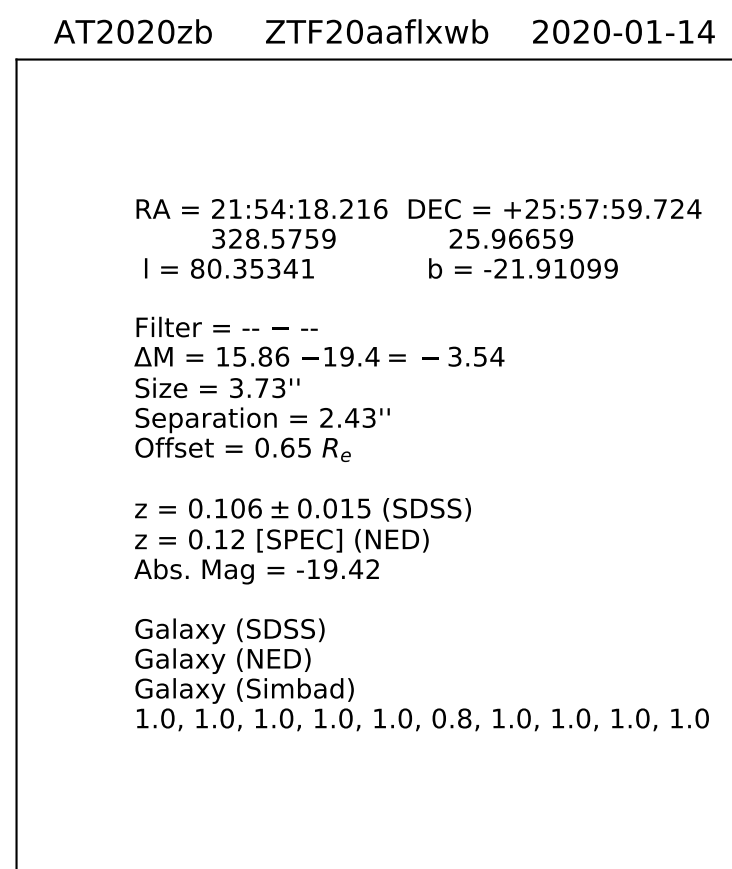 AT2020zb ZTF20aaflxwb 2020-01-14
RA = 21:54:18.216 DEC = +25:57:59.724
328.5759 25.96659
l = 80.35341 b = -21.91099
Filter = -- − --
ΔM = 15.86 −19.4 = − 3.54
Size = 3.73''
Separation = 2.43''
Offset = 0.65 Rₑ
z = 0.106 ± 0.015 (SDSS)
z = 0.12 [SPEC] (NED)
Abs. Mag = -19.42
Galaxy (SDSS)
Galaxy (NED)
Galaxy (Simbad)
1.0, 1.0, 1.0, 1.0, 1.0, 0.8, 1.0, 1.0, 1.0, 1.0